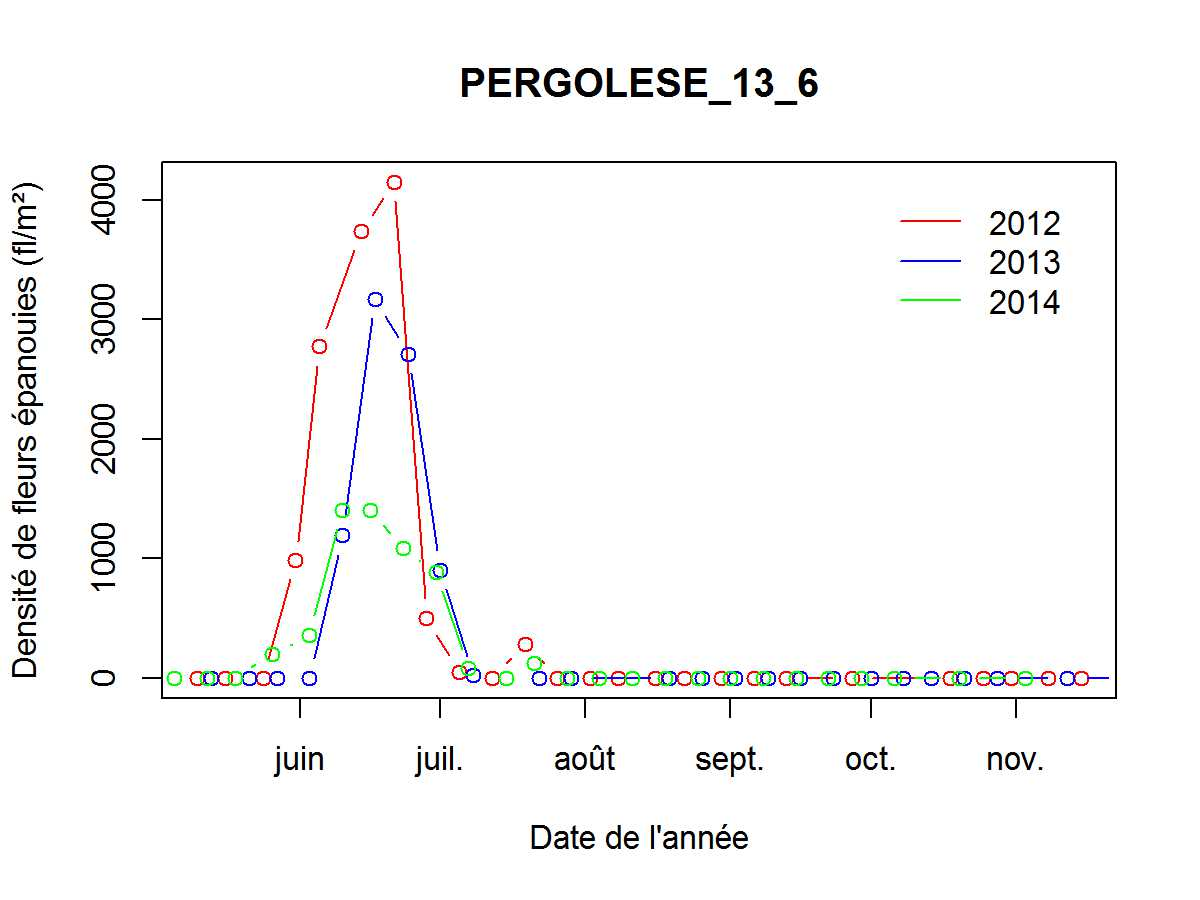 PERGOLESE_13_6
Densité de fleurs épanouies (fl/m²)
4000
3000
2000
1000
0
2012
2013
2014
juin juil. août sept. oct. nov.
Date de l'année